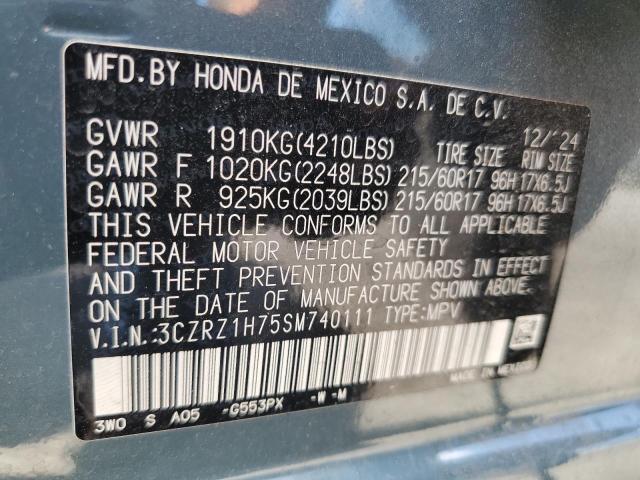 MFD.BY HONDA DE MEXICO S.A. DE C.V.
12/'24
GVWR 1910KG(4210LBS) TIRE SIZE RIM SIZE
GAWR F 1020KG(2248LBS) 215/60R17 96H 17X6.5J
GAWR R 925KG(2039LBS) 215/60R17 96H 17X6.5J
THIS VEHICLE CONFORMS TO ALL APPLICABLE
FEDERAL MOTOR VEHICLE SAFETY
AND THEFT PREVENTION STANDARDS IN EFFECT
ON THE DATE OF MANUFACTURE SHOWN ABOVE.
V.I.N.:3CZRZ1H75SM740111 TYPE:MPV
MADE IN MEXICO
3W0 S A05 -G553PX -W -M